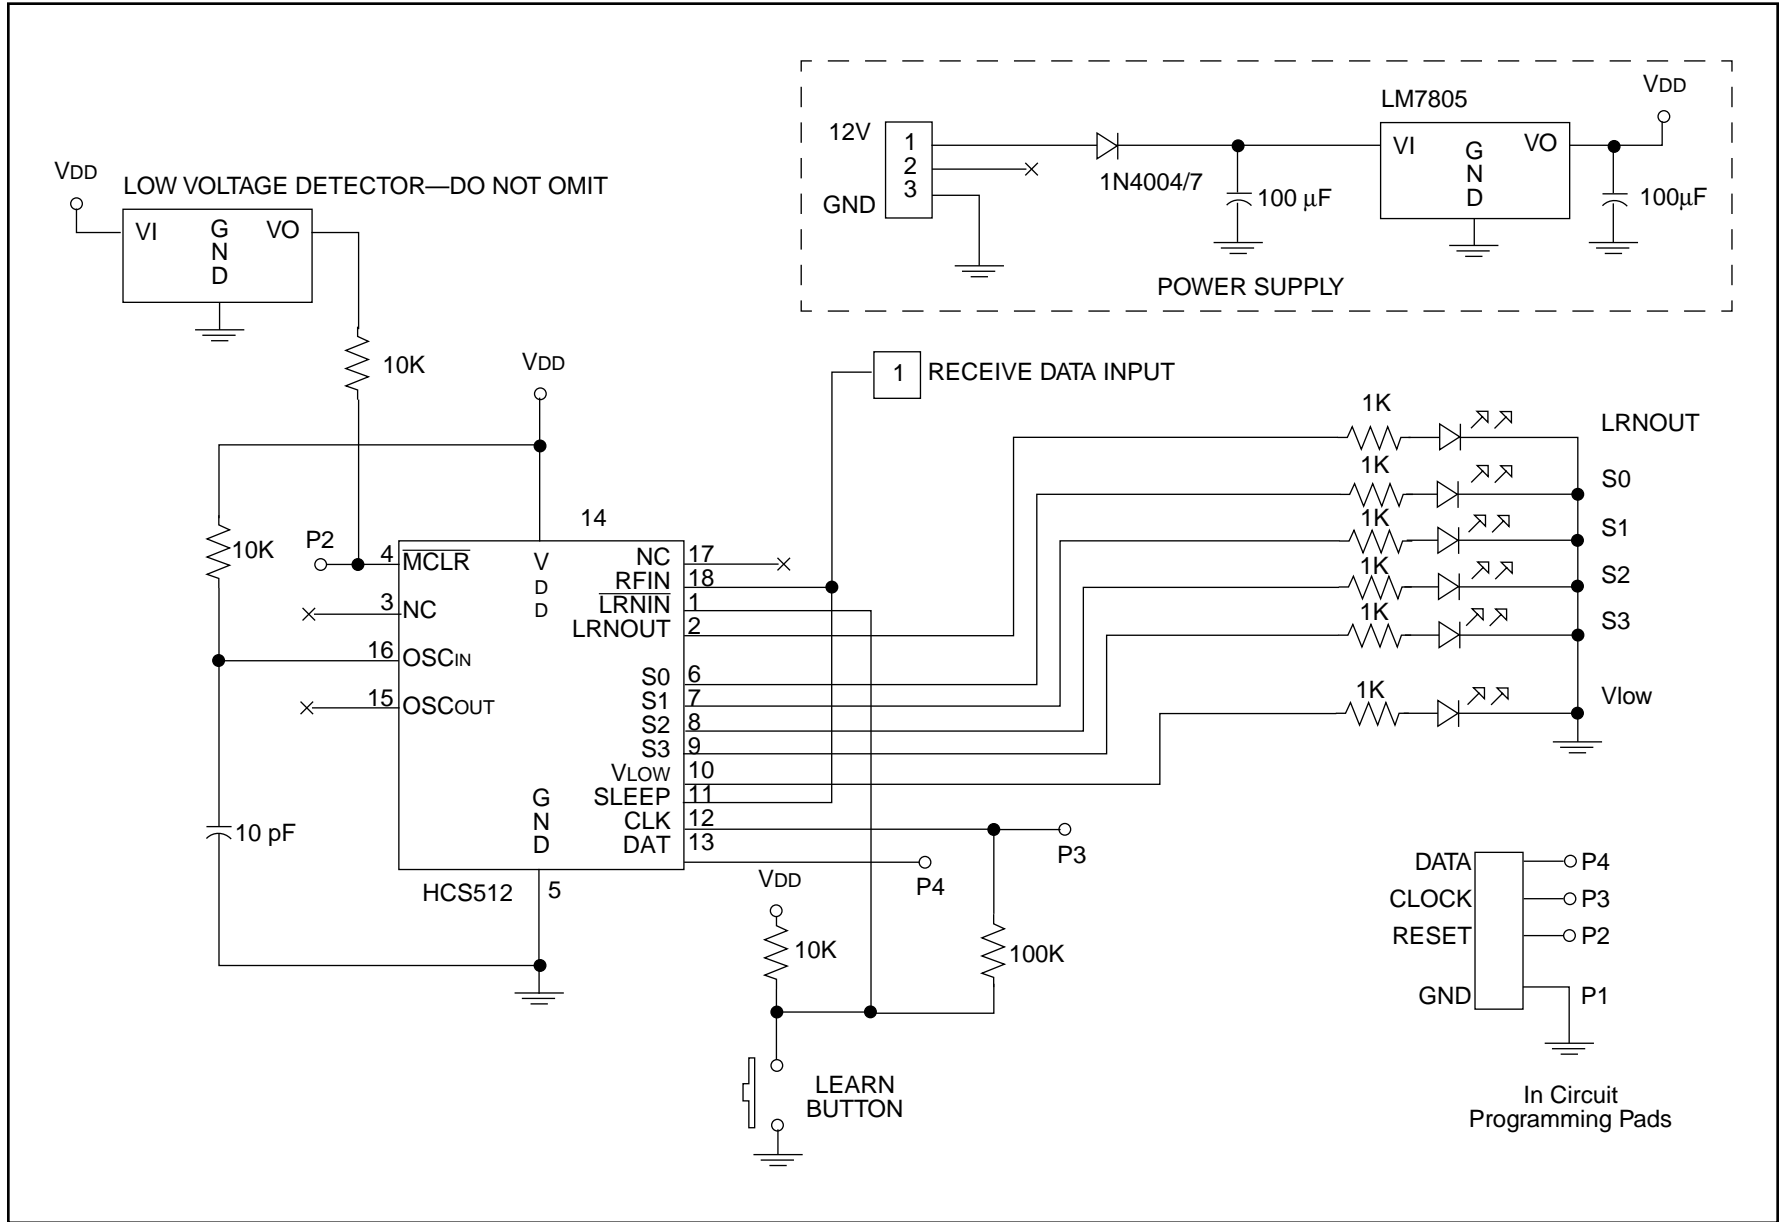 VDD
LM7805
12V
1
2
3
GND
1N4004/7
100 µF
VI
GND
VO
100µF
POWER SUPPLY
VDD
LOW VOLTAGE DETECTOR—DO NOT OMIT
VI
GND
VO
10K
VDD
1
RECEIVE DATA INPUT
1K
LRNOUT
1K
S0
1K
S1
1K
S2
1K
S3
1K
Vlow
10K
P2
14
4
MCLR
VDD
NC
17
RFIN
18
3
NC
LRNIN
1
LRNOUT
2
16
OSCIN
S0
6
15
OSCOUT
S1
7
S2
8
S3
9
VLOW
10
SLEEP
11
GND
CLK
12
DAT
13
10 pF
HCS512
5
P3
P4
VDD
10K
100K
LEARN
BUTTON
DATA
P4
CLOCK
P3
RESET
P2
GND
P1
In Circuit
Programming Pads